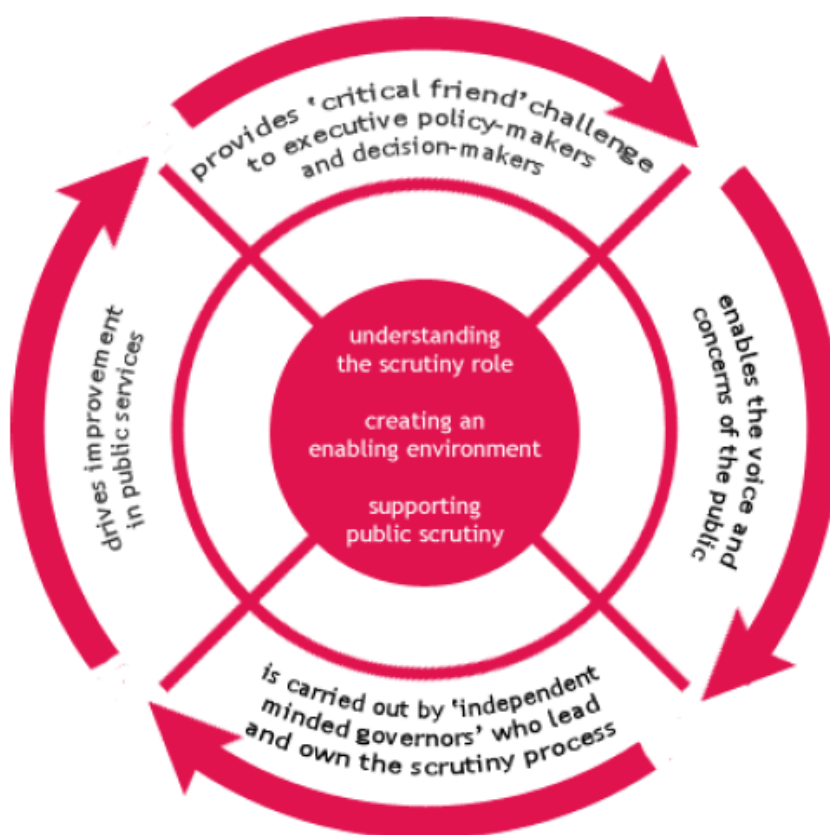 provides 'critical friend' challenge
to executive policy-makers
and decision-makers
enables the voice and
concerns of the public
is carried out by 'independent
minded governors' who lead
and own the scrutiny process
drives improvement
in public services
understanding
the scrutiny role
creating an
enabling environment
supporting
public scrutiny